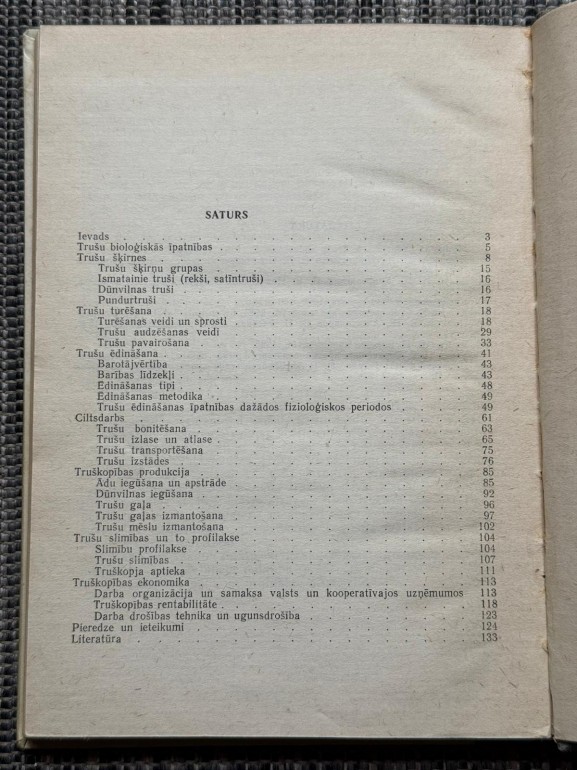 SATURS
Ievads . . . . . . . . . . 3
Trušu bioloģiskās īpatnības . . . . . . . . . . 5
Trušu šķirnes . . . . . . . . . . 8
Trušu šķirņu grupas . . . . . . . . . . 15
Ismatainie truši (rekši, satīntruši) . . . . . . . . . . 16
Dūnvilnas truši . . . . . . . . . . 16
Pundurtruši . . . . . . . . . . 17
Trušu turēšana . . . . . . . . . . 18
Turēšanas veidi un sprosti . . . . . . . . . . 18
Trušu audzēšanas veidi . . . . . . . . . . 29
Trušu pavairošana . . . . . . . . . . 33
Trušu ēdināšana . . . . . . . . . . 41
Barotājvērtība . . . . . . . . . . 43
Barības līdzekļi . . . . . . . . . . 43
Ēdināšanas tipi . . . . . . . . . . 48
Ēdināšanas metodika . . . . . . . . . . 49
Trušu ēdināšanas īpatnības dažādos fizioloģiskos periodos . . . . . 49
Ciltsdarbs . . . . . . . . . . 61
Trušu bonitēšana . . . . . . . . . . 63
Trušu izlase un atlase . . . . . . . . . . 65
Trušu transportēšana . . . . . . . . . . 75
Trušu izstādes . . . . . . . . . . 76
Truškopības produkcija . . . . . . . . . . 85
Ādu iegūšana un apstrāde . . . . . . . . . . 85
Dūnvilnas iegūšana . . . . . . . . . . 92
Trušu gaļa . . . . . . . . . . 96
Trušu gaļas izmantošana . . . . . . . . . . 97
Trušu mēslu izmantošana . . . . . . . . . . 102
Trušu slimības un to profilakse . . . . . . . . . . 104
Slimību profilakse . . . . . . . . . . 104
Trušu slimības . . . . . . . . . . 107
Truškopja aptieka . . . . . . . . . . 111
Truškopības ekonomika . . . . . . . . . . 113
Darba organizācija un samaksa valsts un kooperatīvajos uzņēmumos 113
Truškopības rentabilitāte . . . . . . . . . . 118
Darba drošības tehnika un ugunsdrošība . . . . . . . . . . 123
Pieredze un ieteikumi . . . . . . . . . . 124
Literatūra . . . . . . . . . . 133